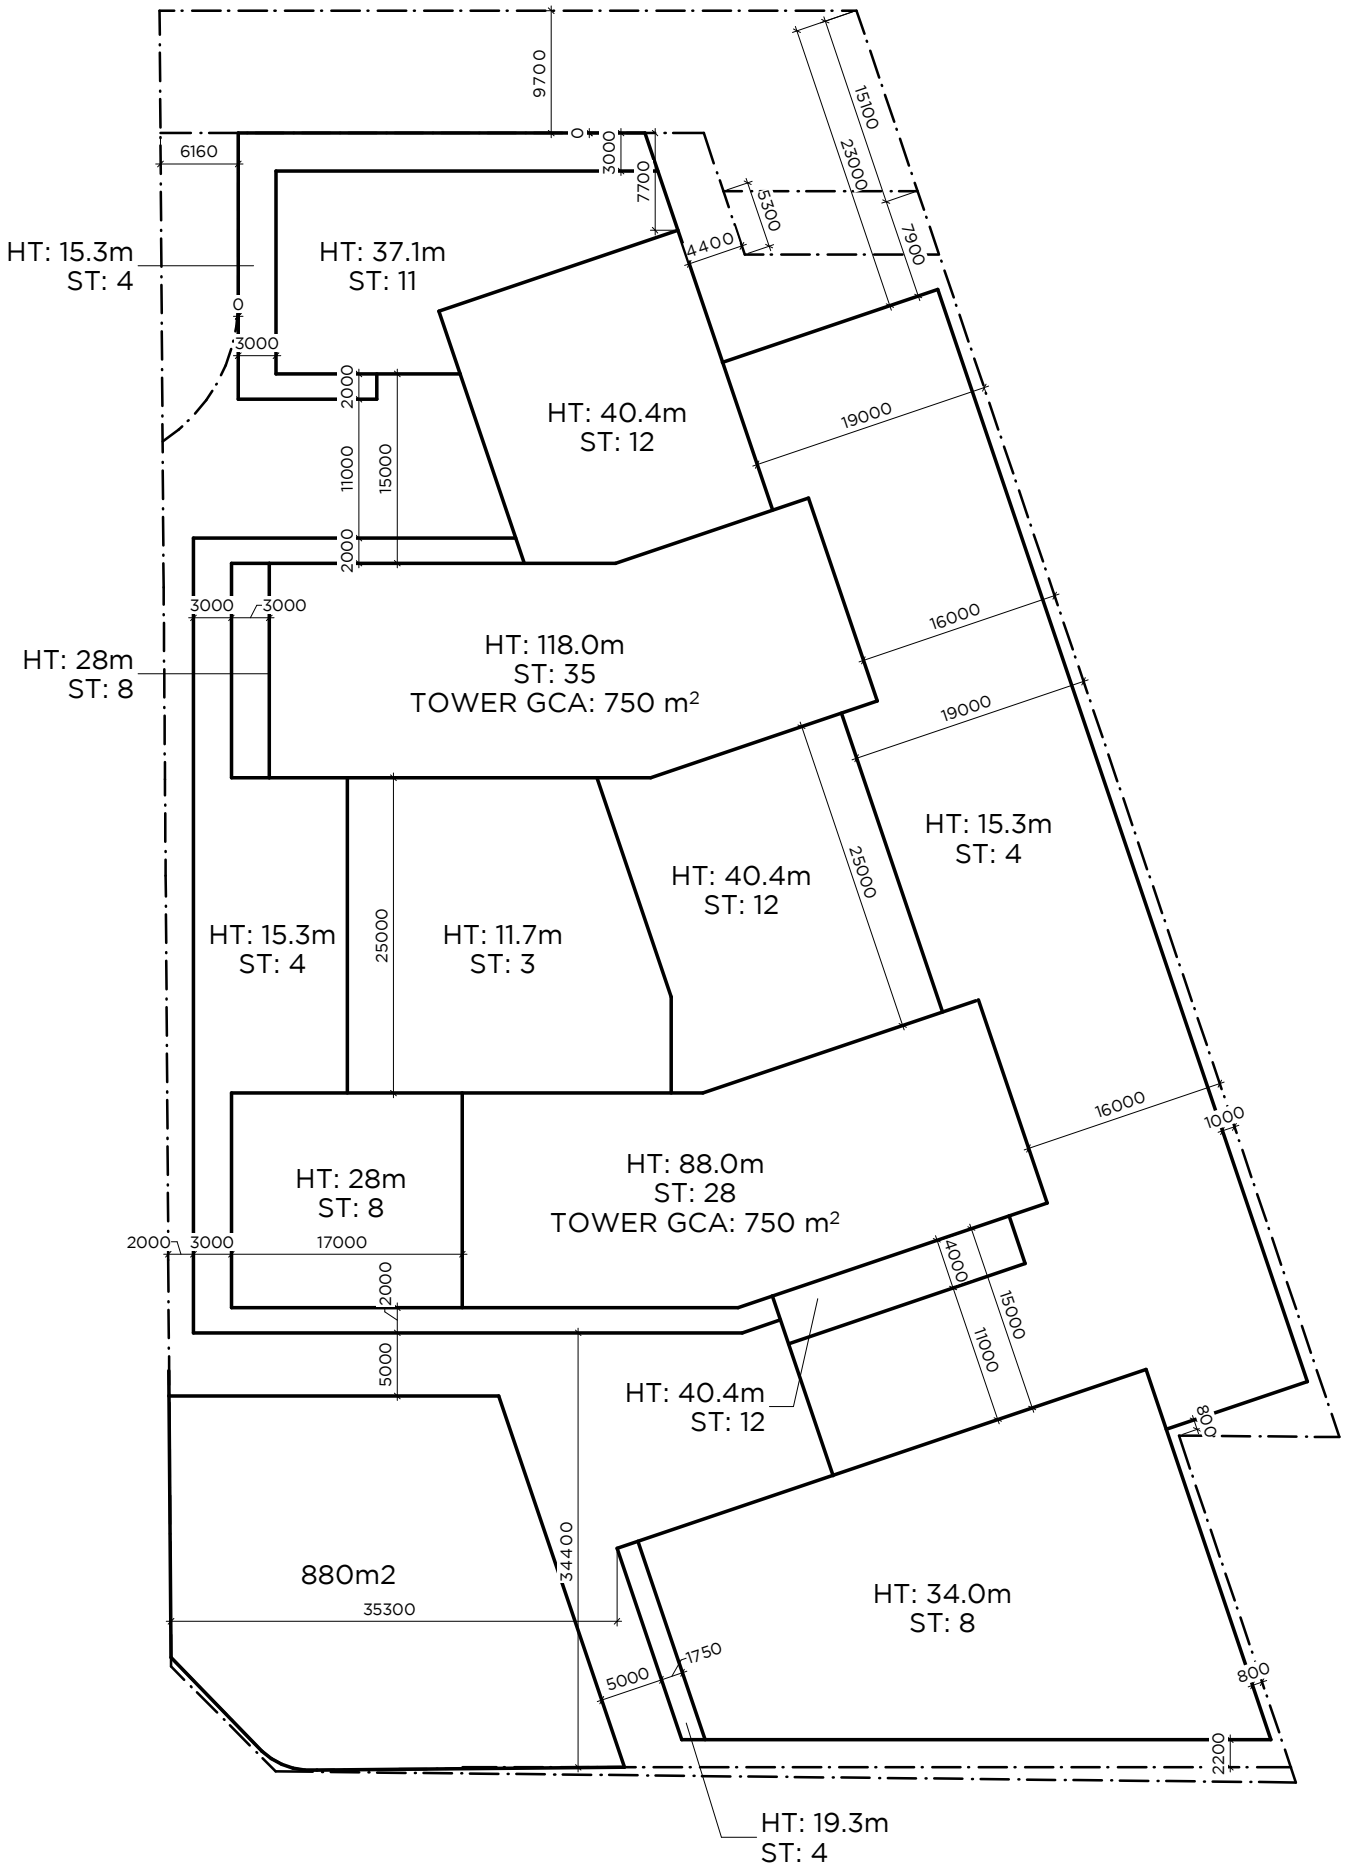 9700
15100
23000
7900
6160
0
3000
7700
5300
4400
HT: 15.3m
ST: 4
HT: 37.1m
ST: 11
0
3000
2000
11000
15000
2000
HT: 40.4m
ST: 12
19000
3000
3000
16000
HT: 28m
ST: 8
HT: 118.0m
ST: 35
TOWER GCA: 750 m²
19000
25000
HT: 15.3m
ST: 4
HT: 40.4m
ST: 12
HT: 15.3m
ST: 4
25000
HT: 11.7m
ST: 3
16000
1000
HT: 28m
ST: 8
HT: 88.0m
ST: 28
TOWER GCA: 750 m²
2000
3000
17000
2000
5000
4000
15000
11000
HT: 40.4m
ST: 12
800
34400
880m2
35300
HT: 34.0m
ST: 8
5000
1750
800
2200
HT: 19.3m
ST: 4